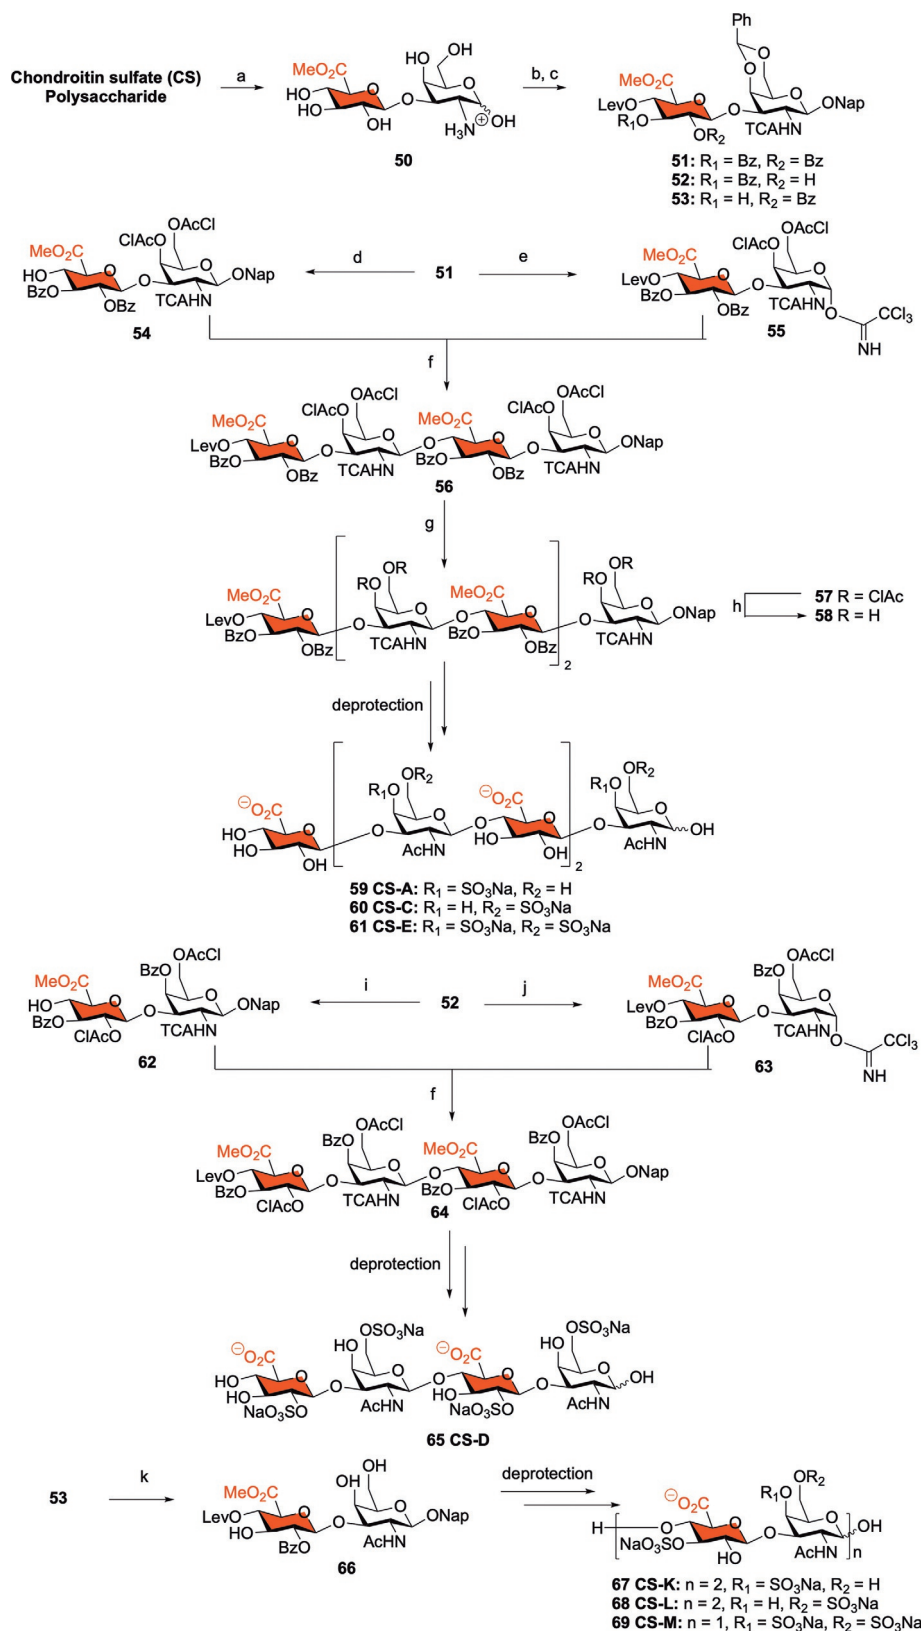 Chondroitin sulfate (CS)
Polysaccharide
a
MeO₂C
HO
HO
OH
O
O
HO
OH
O
H₃N⊕
OH
50
b, c
Ph
O
O
MeO₂C
LevO
R₁O
OR₂
O
O
O
ONap
TCAHN
51: R₁ = Bz, R₂ = Bz
52: R₁ = Bz, R₂ = H
53: R₁ = H, R₂ = Bz
OAcCl
ClAcO
MeO₂C
HO
BzO
OBz
O
O
O
ONap
TCAHN
54
d
51
e
OAcCl
ClAcO
MeO₂C
LevO
BzO
OBz
O
O
O
TCAHN
O
CCl₃
NH
55
f
OAcCl
ClAcO
MeO₂C
LevO
BzO
OBz
O
O
O
TCAHN
O
MeO₂C
BzO
OBz
O
O
OAcCl
ClAcO
O
ONap
TCAHN
56
g
MeO₂C
LevO
BzO
OBz
O
O
OR
RO
O
TCAHN
O
MeO₂C
BzO
OBz
O
2
O
OR
RO
O
ONap
TCAHN
57 R = ClAc
h
58 R = H
deprotection
⊖O₂C
HO
HO
OH
O
O
OR₂
R₁O
O
AcHN
O
⊖O₂C
HO
OH
O
2
O
OR₂
R₁O
O
OH
AcHN
59 CS-A: R₁ = SO₃Na, R₂ = H
60 CS-C: R₁ = H, R₂ = SO₃Na
61 CS-E: R₁ = SO₃Na, R₂ = SO₃Na
OAcCl
BzO
MeO₂C
HO
BzO
ClAcO
O
O
O
ONap
TCAHN
62
i
52
j
OAcCl
BzO
MeO₂C
LevO
BzO
ClAcO
O
O
O
TCAHN
O
CCl₃
NH
63
f
OAcCl
BzO
MeO₂C
LevO
BzO
ClAcO
O
O
O
TCAHN
O
MeO₂C
BzO
ClAcO
O
O
OAcCl
BzO
O
ONap
TCAHN
64
deprotection
⊖O₂C
HO
HO
NaO₃SO
O
O
OSO₃Na
HO
O
AcHN
O
⊖O₂C
HO
NaO₃SO
O
O
OSO₃Na
HO
O
OH
AcHN
65 CS-D
53
k
MeO₂C
LevO
HO
BzO
O
O
OH
HO
O
ONap
AcHN
66
deprotection
H
O
⊖O₂C
NaO₃SO
OH
O
O
OR₂
R₁O
O
OH
AcHN
n
67 CS-K: n = 2, R₁ = SO₃Na, R₂ = H
68 CS-L: n = 2, R₁ = H, R₂ = SO₃Na
69 CS-M: n = 1, R₁ = SO₃Na, R₂ = SO₃Na